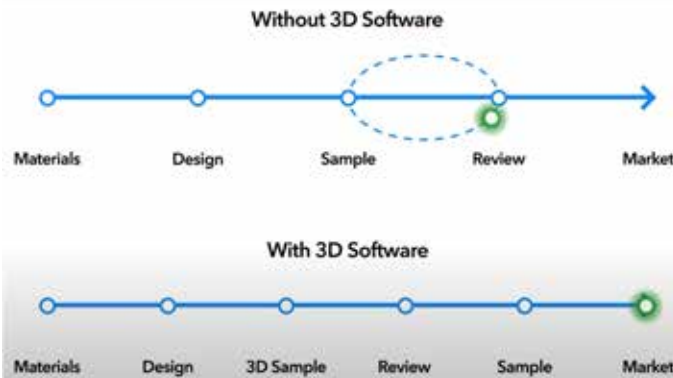 Without 3D Software
Materials Design Sample Review Market
With 3D Software
Materials Design 3D Sample Review Sample Market